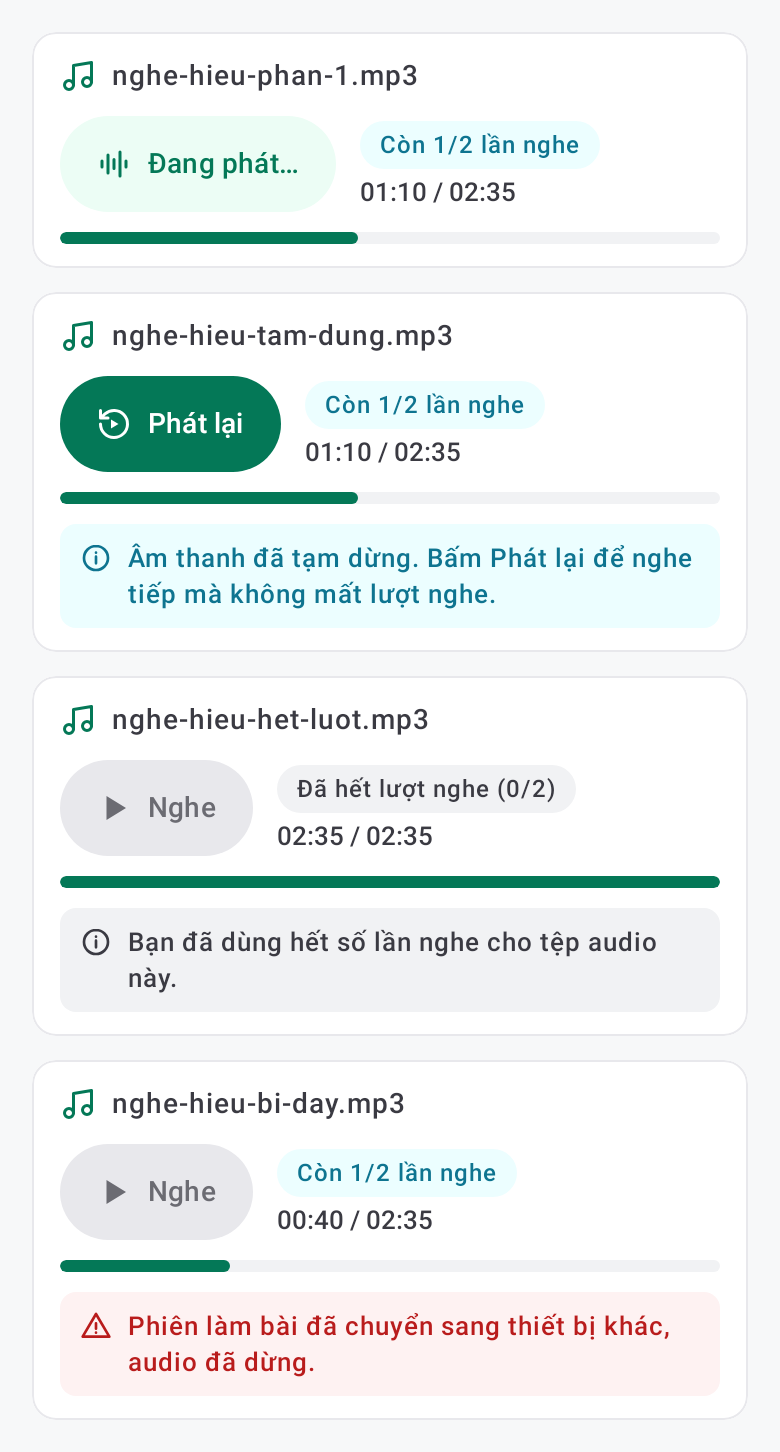 nghe-hieu-phan-1.mp3
Đang phát...
Còn 1/2 lần nghe
01:10 / 02:35
nghe-hieu-tam-dung.mp3
Phát lại
Còn 1/2 lần nghe
01:10 / 02:35
Âm thanh đã tạm dừng. Bấm Phát lại để nghe
tiếp mà không mất lượt nghe.
nghe-hieu-het-luot.mp3
Nghe
Đã hết lượt nghe (0/2)
02:35 / 02:35
Bạn đã dùng hết số lần nghe cho tệp audio
này.
nghe-hieu-bi-day.mp3
Nghe
Còn 1/2 lần nghe
00:40 / 02:35
Phiên làm bài đã chuyển sang thiết bị khác,
audio đã dừng.